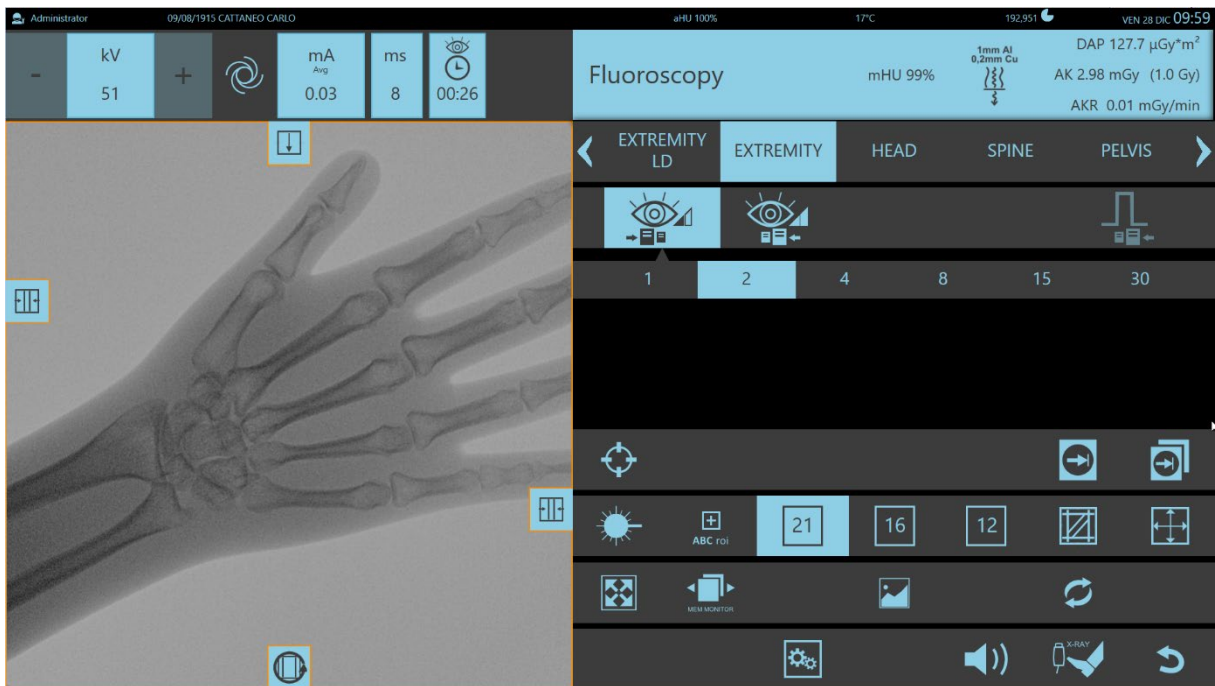 Administrator
09/08/1915 CATTANEO CARLO
aHU 100%
17°C
192,951
VEN 28 DIC 09:59
-
kV
51
+
mA
Avg
0.03
ms
8
00:26
Fluoroscopy
mHU 99%
1mm Al
0,2mm Cu
DAP 127.7 µGy*m²
AK 2.98 mGy (1.0 Gy)
AKR 0.01 mGy/min
EXTREMITY
LD
EXTREMITY
HEAD
SPINE
PELVIS
1
2
4
8
15
30
ABC roi
21
16
12
MEM MONITOR
X-RAY